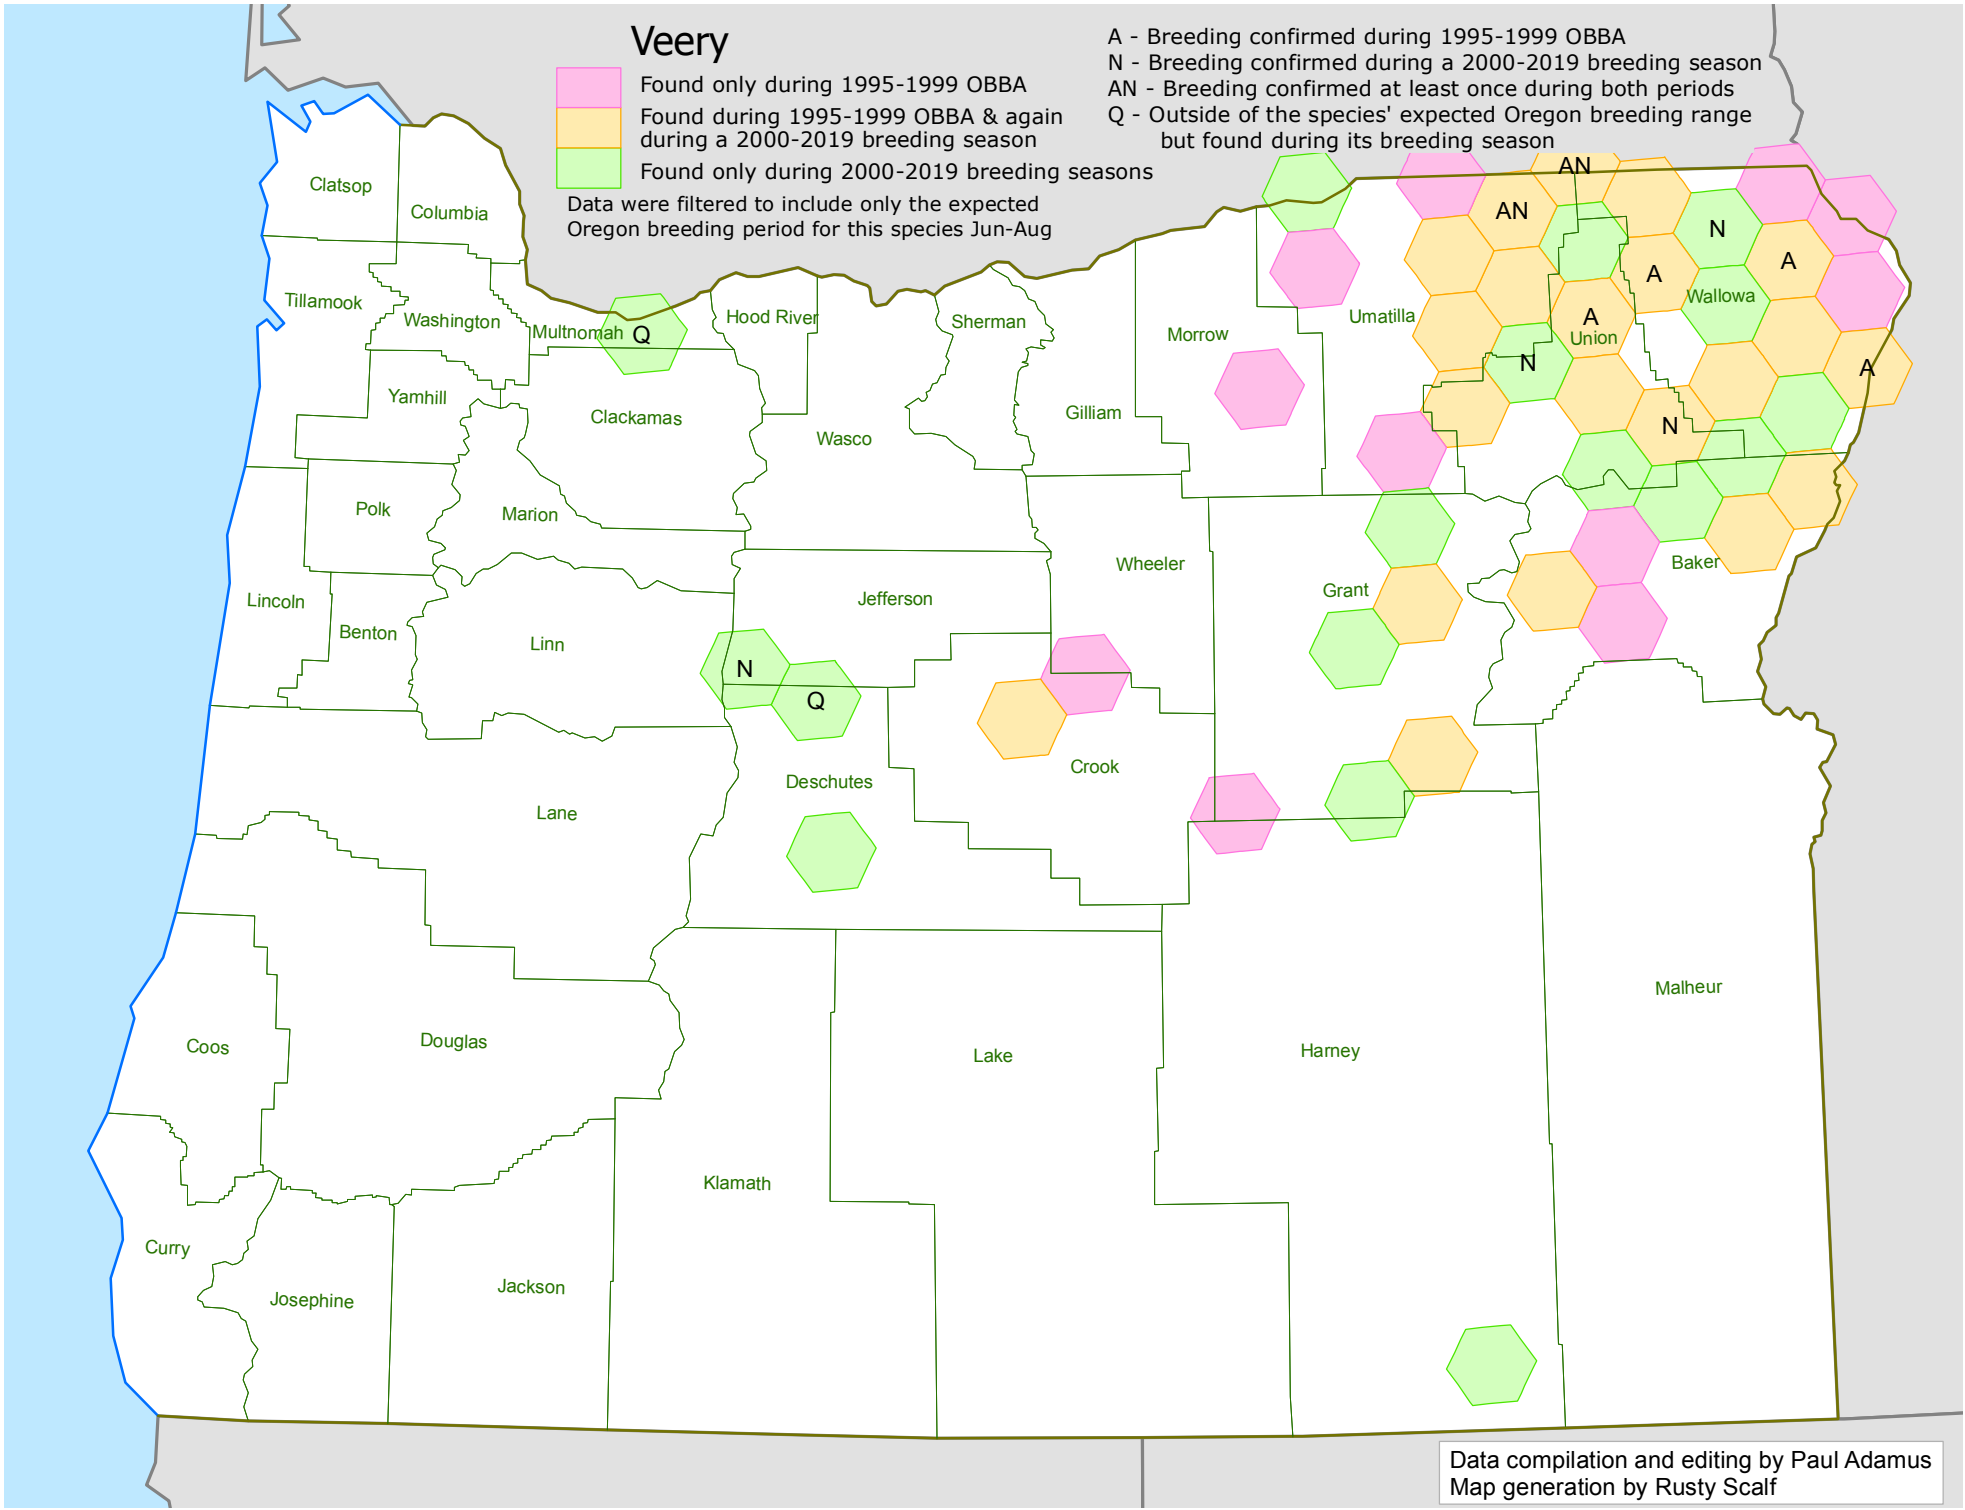 Veery
Found only during 1995-1999 OBBA
Found during 1995-1999 OBBA & again
during a 2000-2019 breeding season
Found only during 2000-2019 breeding seasons
Data were filtered to include only the expected
Oregon breeding period for this species Jun-Aug
A - Breeding confirmed during 1995-1999 OBBA
N - Breeding confirmed during a 2000-2019 breeding season
AN - Breeding confirmed at least once during both periods
Q - Outside of the species' expected Oregon breeding range
but found during its breeding season
AN
Clatsop
Columbia
AN
N
A
A
Tillamook
Washington
Multnomah
Q
Hood River
Sherman
Morrow
Umatilla
A
Union
Wallowa
N
A
Yamhill
Clackamas
Wasco
Gilliam
N
Polk
Marion
Wheeler
Baker
Lincoln
Benton
Linn
Jefferson
Grant
N
Q
Deschutes
Crook
Lane
Coos
Douglas
Lake
Harney
Malheur
Klamath
Curry
Josephine
Jackson
Data compilation and editing by Paul Adamus
Map generation by Rusty Scalf